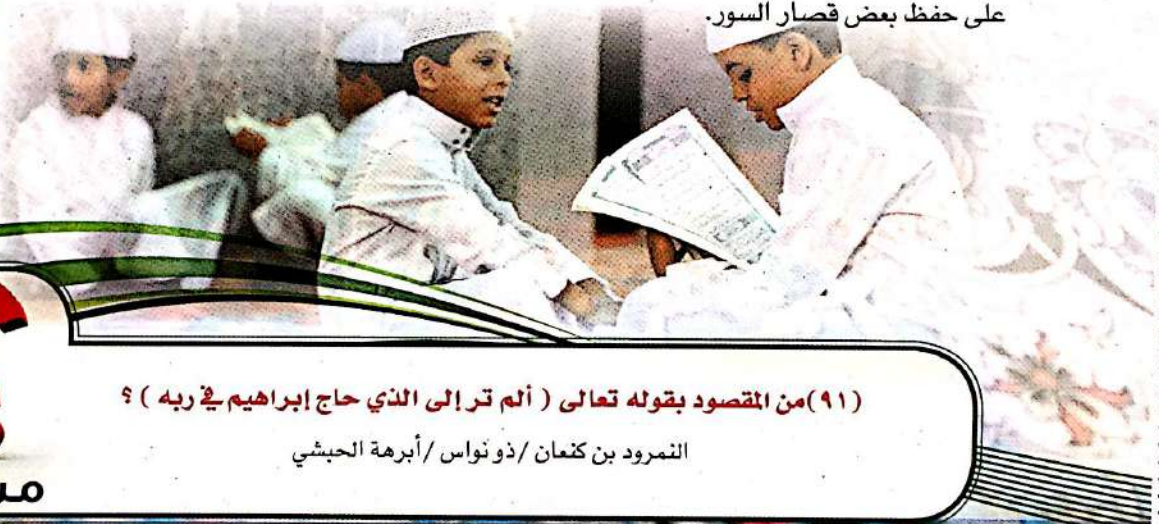 على حفظ بعض قصار السور.
(٩١)من المقصود بقوله تعالى ( ألم تر إلى الذي حاج إبراهيم في ربه ) ؟
النمرود بن كنعان /ذو نواس /أبرهة الحبشي